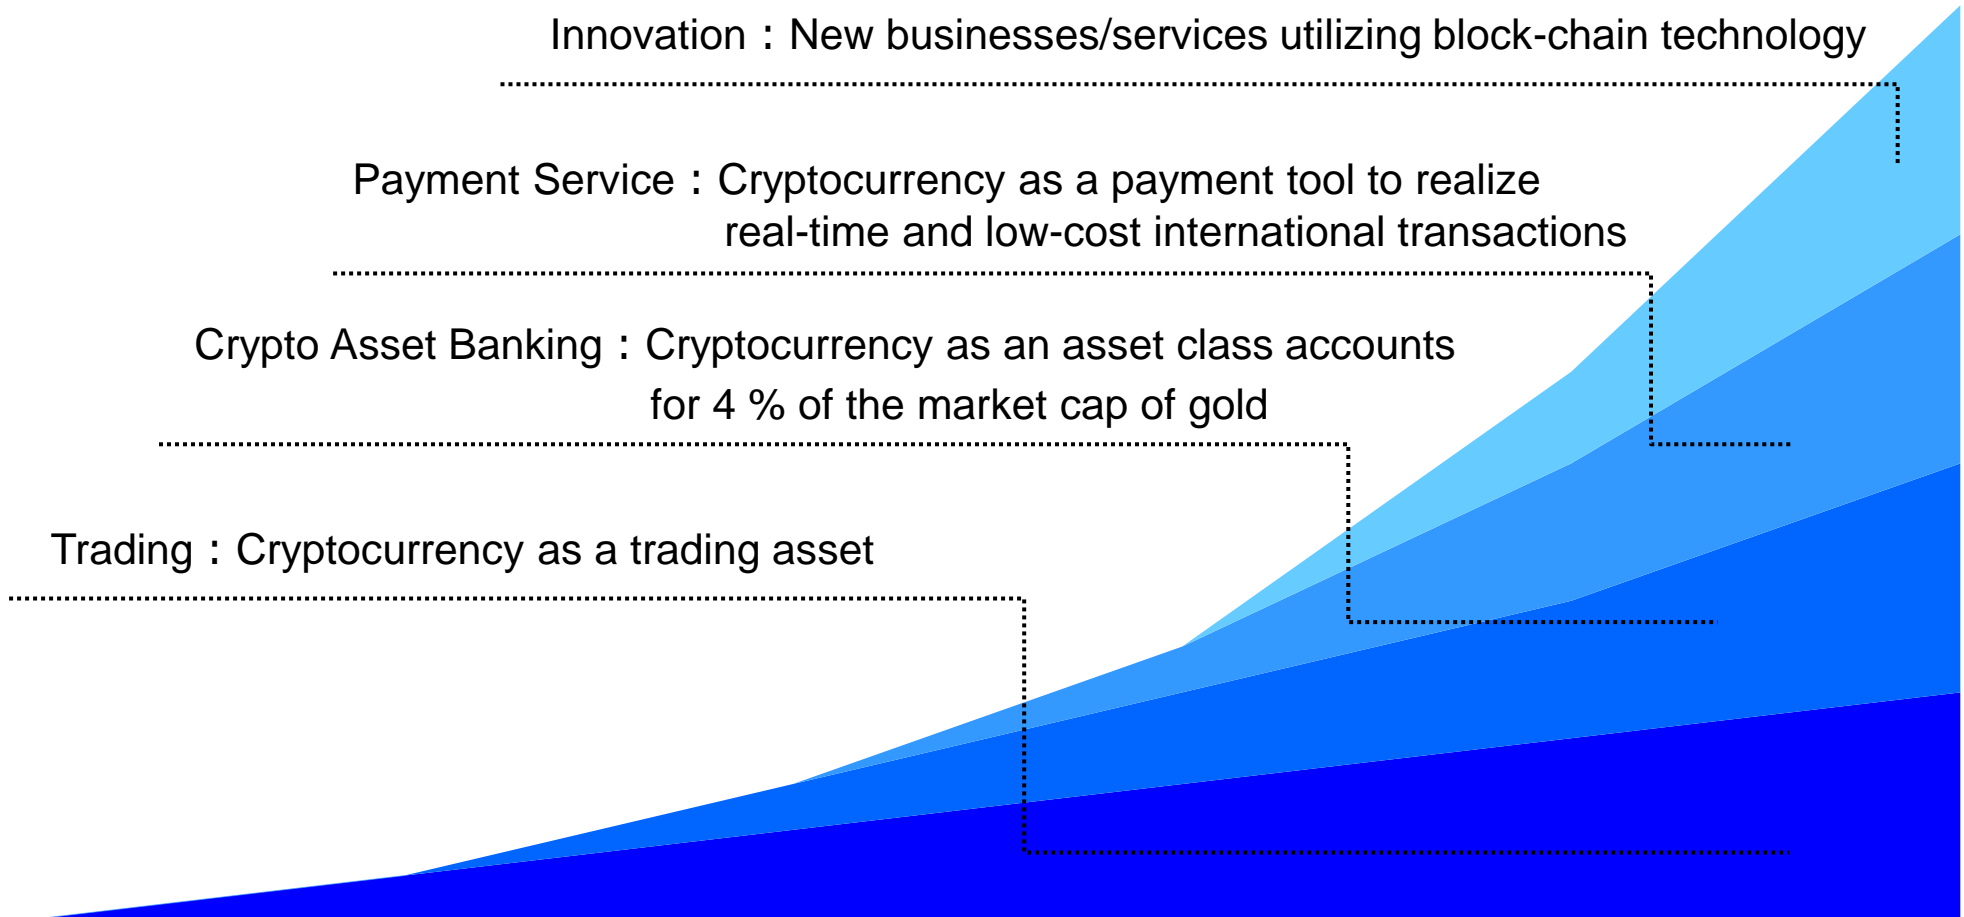 Innovation：New businesses/services utilizing block-chain technology
Payment Service：Cryptocurrency as a payment tool to realize
real-time and low-cost international transactions
Crypto Asset Banking：Cryptocurrency as an asset class accounts
for 4 % of the market cap of gold
Trading：Cryptocurrency as a trading asset